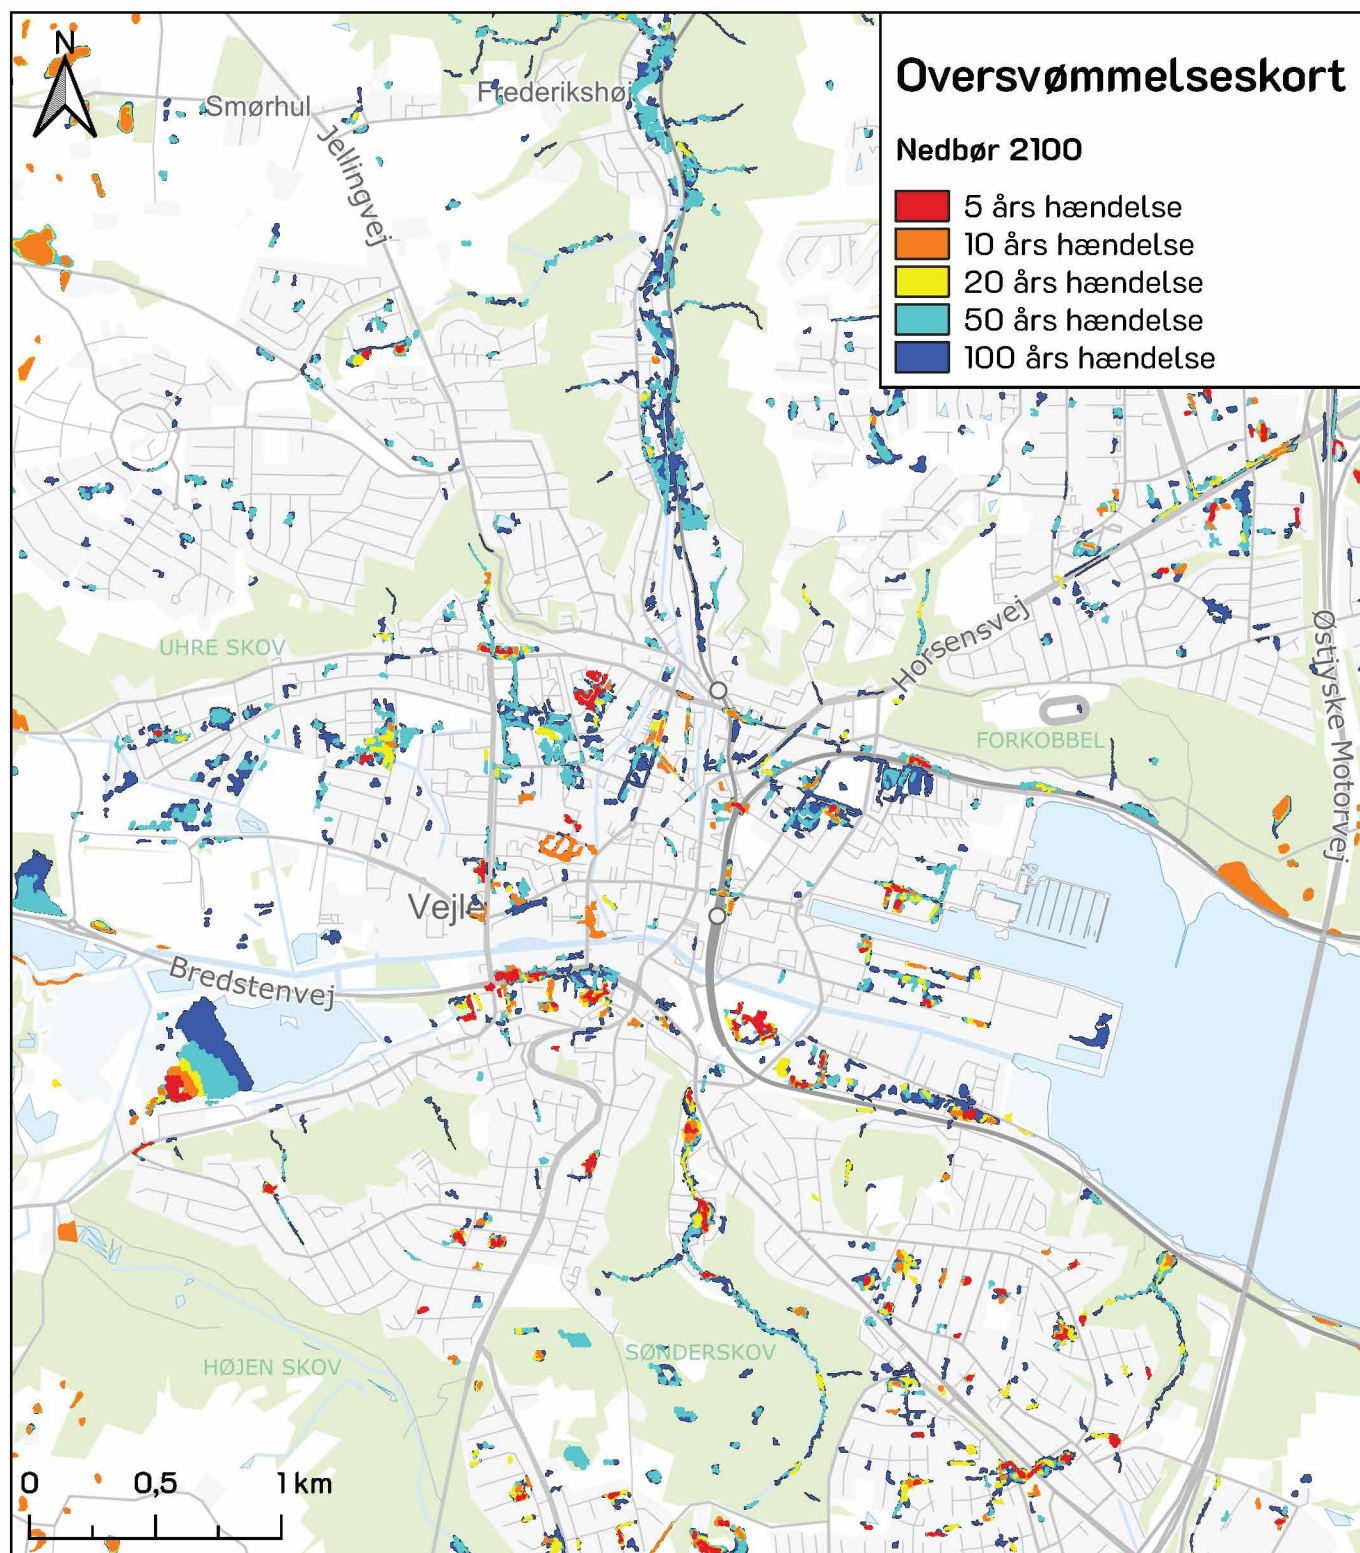 N
Smørhul
Frederikshøj
Jellingvej
Oversvømmelseskort
Nedbør 2100
5 års hændelse
10 års hændelse
20 års hændelse
50 års hændelse
100 års hændelse
UHRE SKOV
Horsensvej
FORKOBBEL
Østjyske Motorvej
Vejle
Bredstenvej
HØJEN SKOV
SØNDERSKOV
0 0,5 1 km